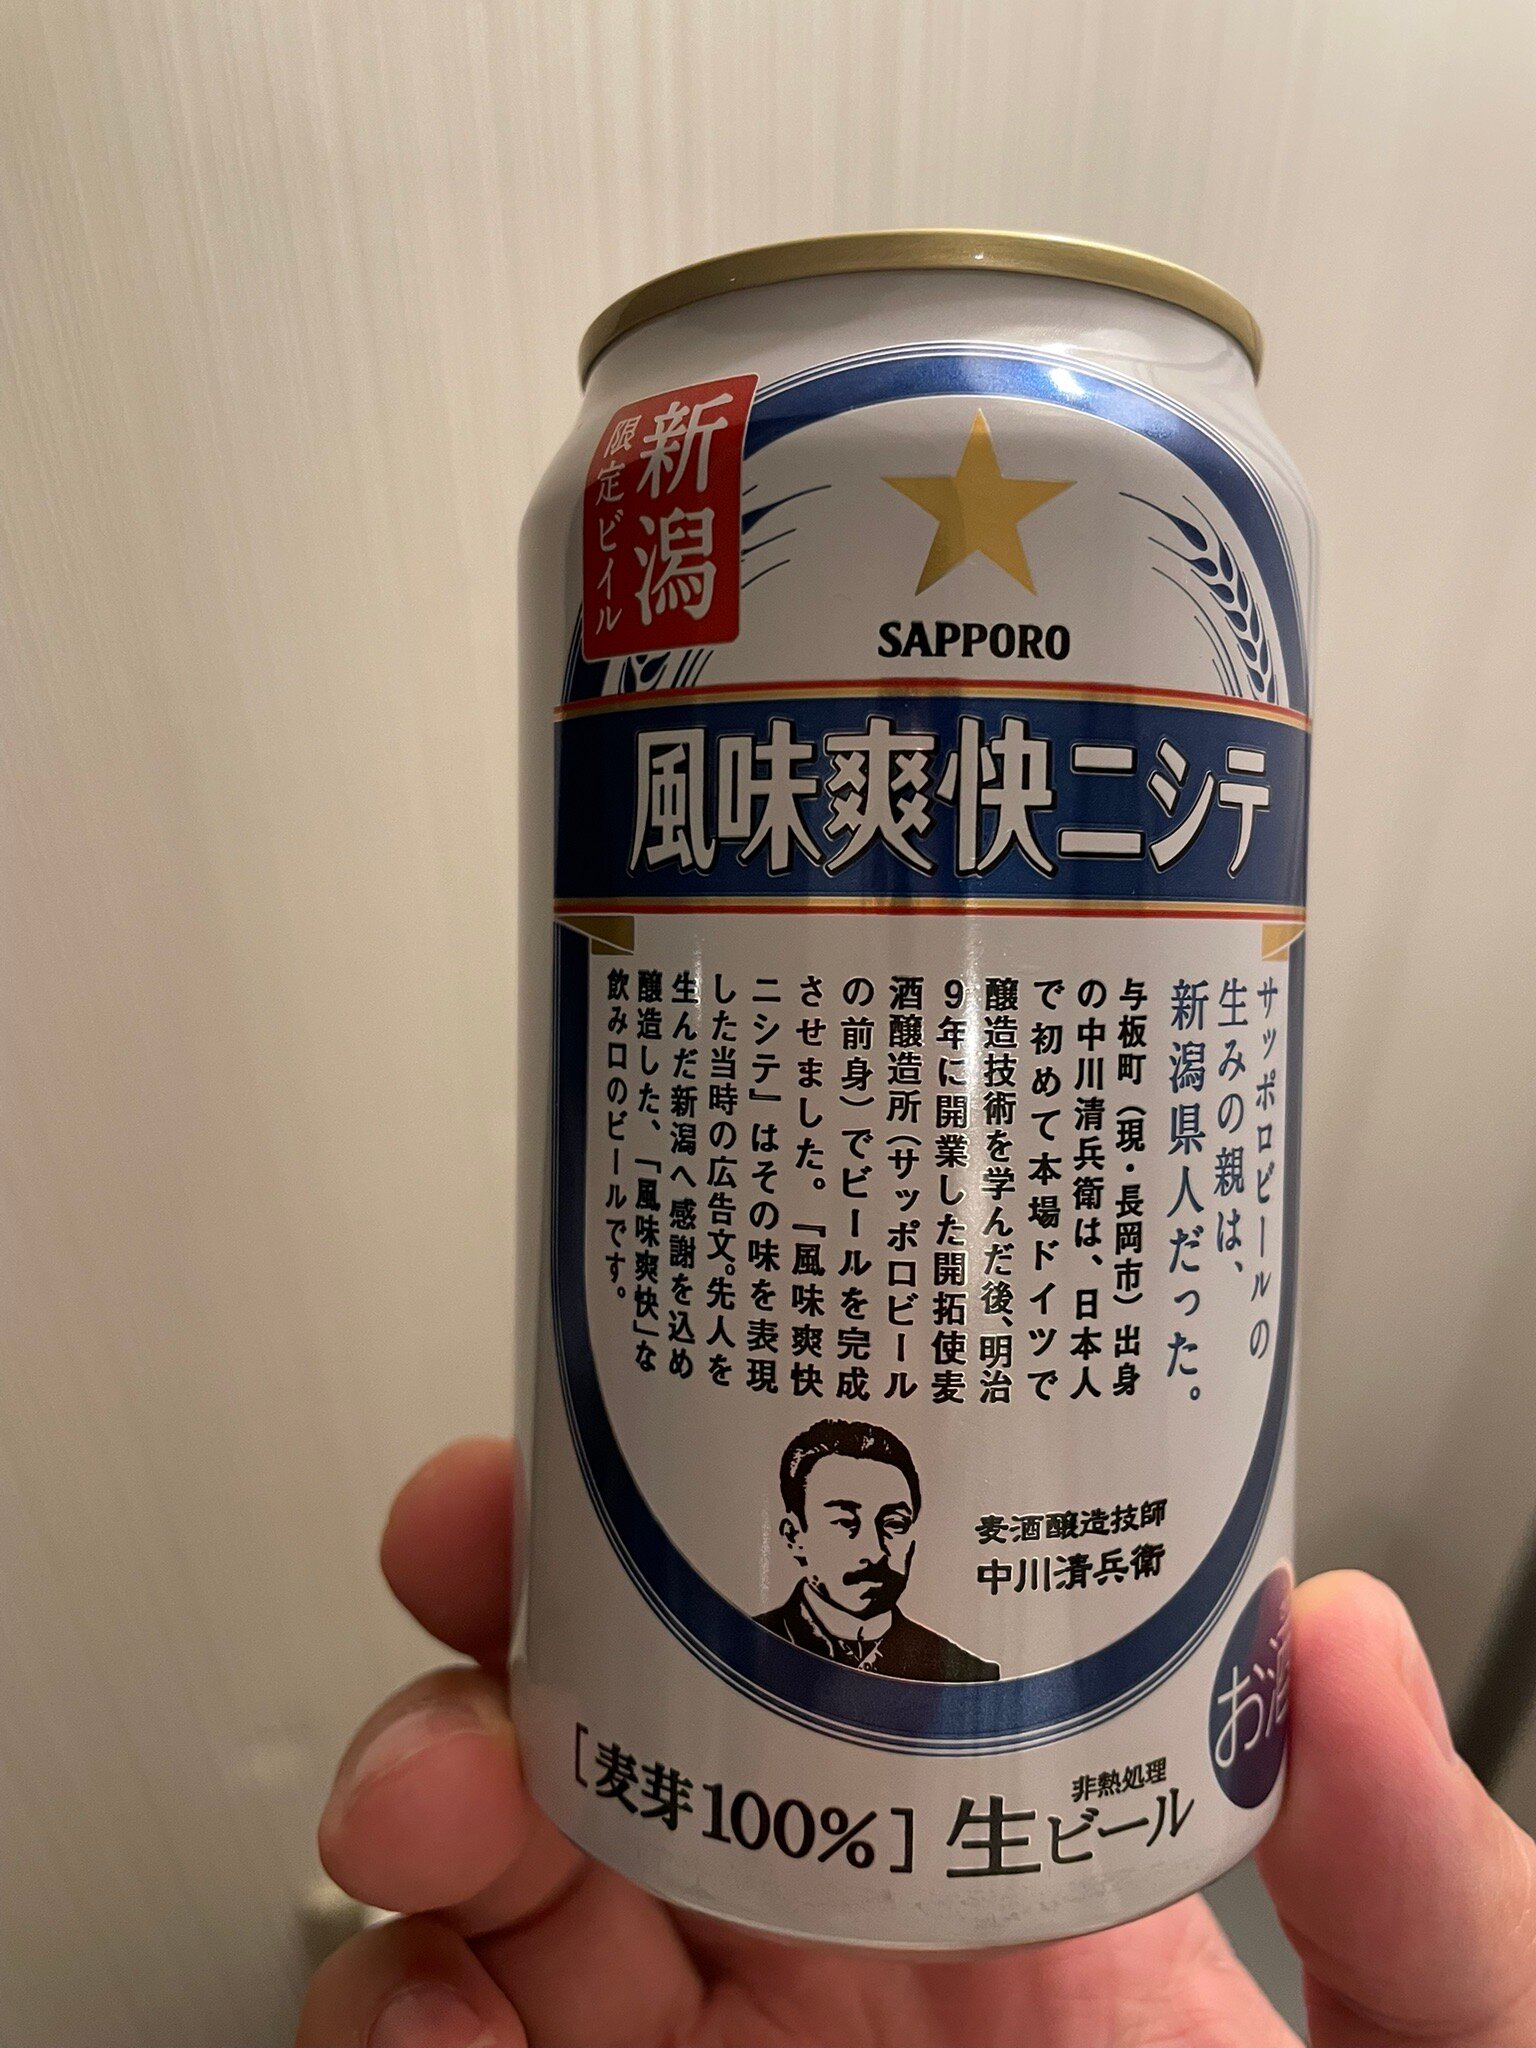 新潟
限定ビイル
SAPPORO
風味爽快ニシテ
サッポロビールの
生みの親は、
新潟県人だった。
与板町（現・長岡市）出身
の中川清兵衛は、日本人
で初めて本場ドイツで
醸造技術を学んだ後、明治
9年に開業した開拓使麦
酒醸造所（サッポロビール
の前身）でビールを完成
させました。『風味爽快
ニシテ』はその味を表現
した当時の広告文。先人を
生んだ新潟へ感謝を込め
醸造した、「風味爽快」な
飲み口のビールです。
麦酒醸造技師
中川清兵衛
［麦芽100%］
非熱処理
生ビール
お酒